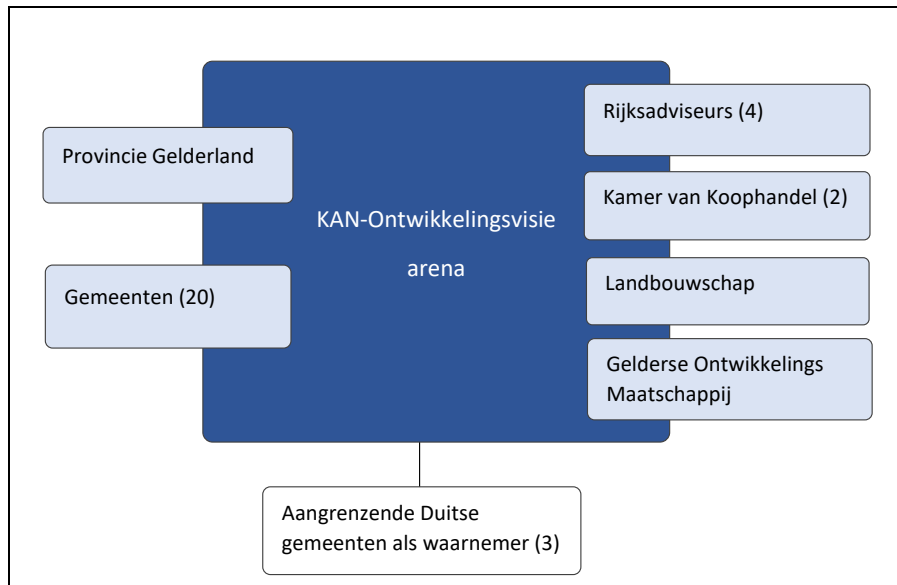 Provincie Gelderland
Gemeenten (20)
KAN-Ontwikkelingsvisie
arena
Rijksadviseurs (4)
Kamer van Koophandel (2)
Landbouwschap
Gelderse Ontwikkelings
Maatschappij
Aangrenzende Duitse
gemeenten als waarnemer (3)